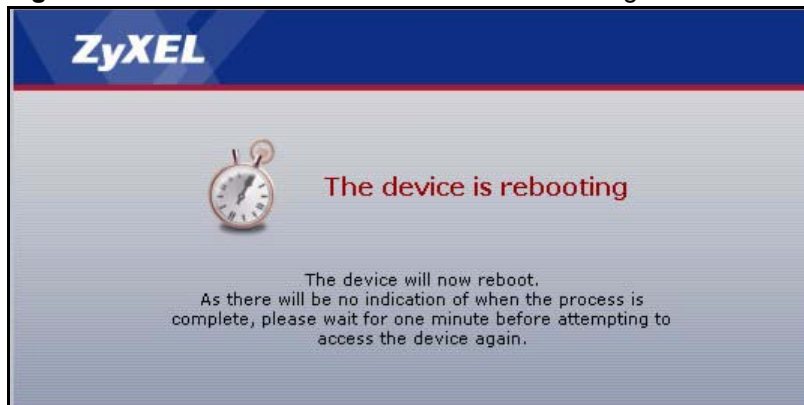 ZyXEL
The device is rebooting
The device will now reboot.
As there will be no indication of when the process is
complete, please wait for one minute before attempting to
access the device again.